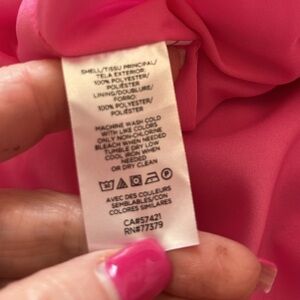 SHELL/TISSU PRINCIPAL/
TELA EXTERIOR:
100% POLYESTER/
POLIÉSTER
LINING/DOUBLURE/
FORRO:
100% POLYESTER/
POLIÉSTER
MACHINE WASH COLD
WITH LIKE COLORS
ONLY NON-CHLORINE
BLEACH WHEN NEEDED
TUMBLE DRY LOW
COOL IRON WHEN
NEEDED
OR DRY CLEAN
AVEC DES COULEURS
SEMBLABLES/CON
COLORES SIMILARES
CA#57421
RN#77379